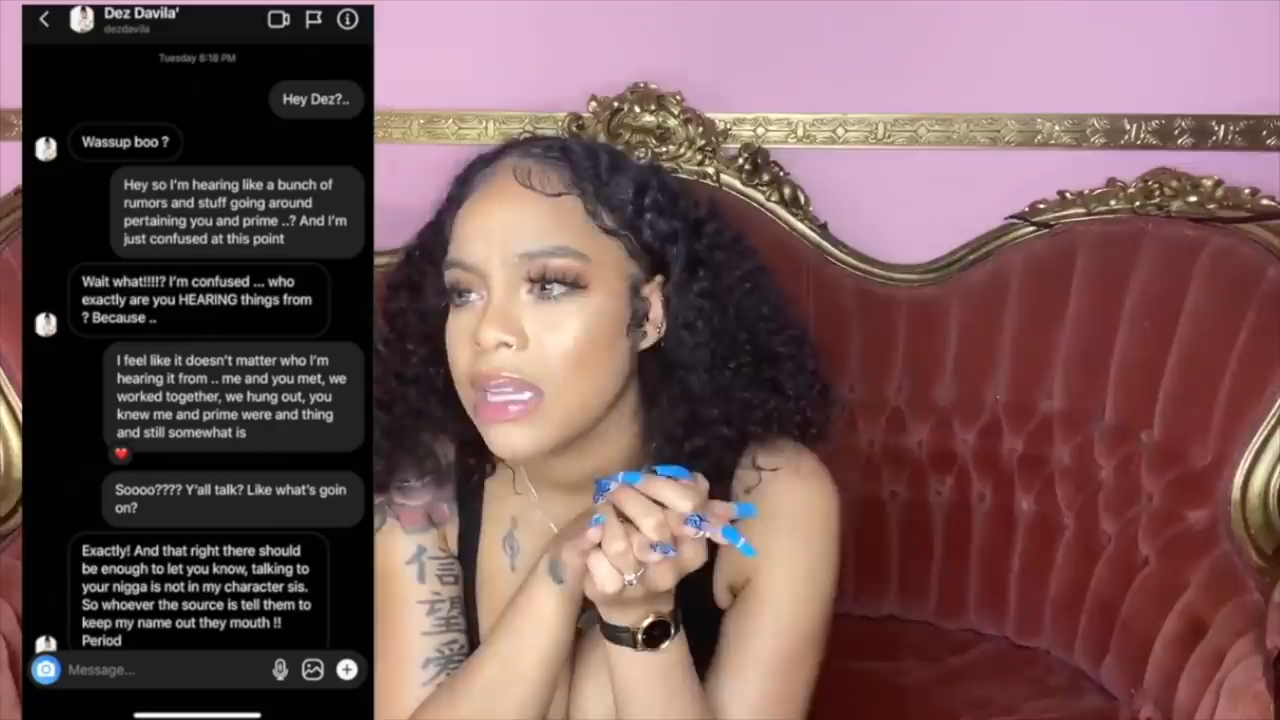 Dez Davila'
dezdavila
Tuesday 8:18 PM
Hey Dez?..
Wassup boo ?
Hey so I'm hearing like a bunch of
rumors and stuff going around
pertaining you and prime ..? And I'm
just confused at this point
Wait what!!!!? I'm confused ... who
exactly are you HEARING things from
? Because ..
I feel like it doesn't matter who I'm
hearing it from .. me and you met, we
worked together, we hung out, you
knew me and prime were and thing
and still somewhat is
Soooo???? Y'all talk? Like what's goin
on?
Exactly! And that right there should
be enough to let you know, talking to
your nigga is not in my character sis.
So whoever the source is tell them to
keep my name out they mouth !!
Period
Message...
信
望
爱